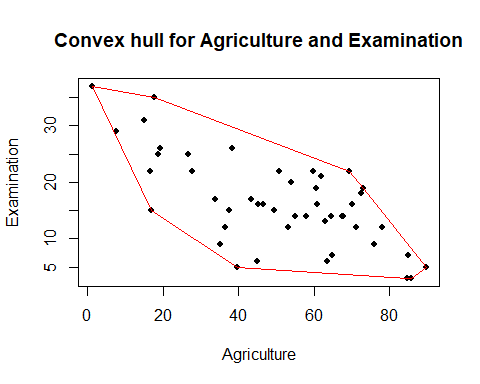 Convex hull for Agriculture and Examination
Examination
30
20
10
5
0 20 40 60 80
Agriculture